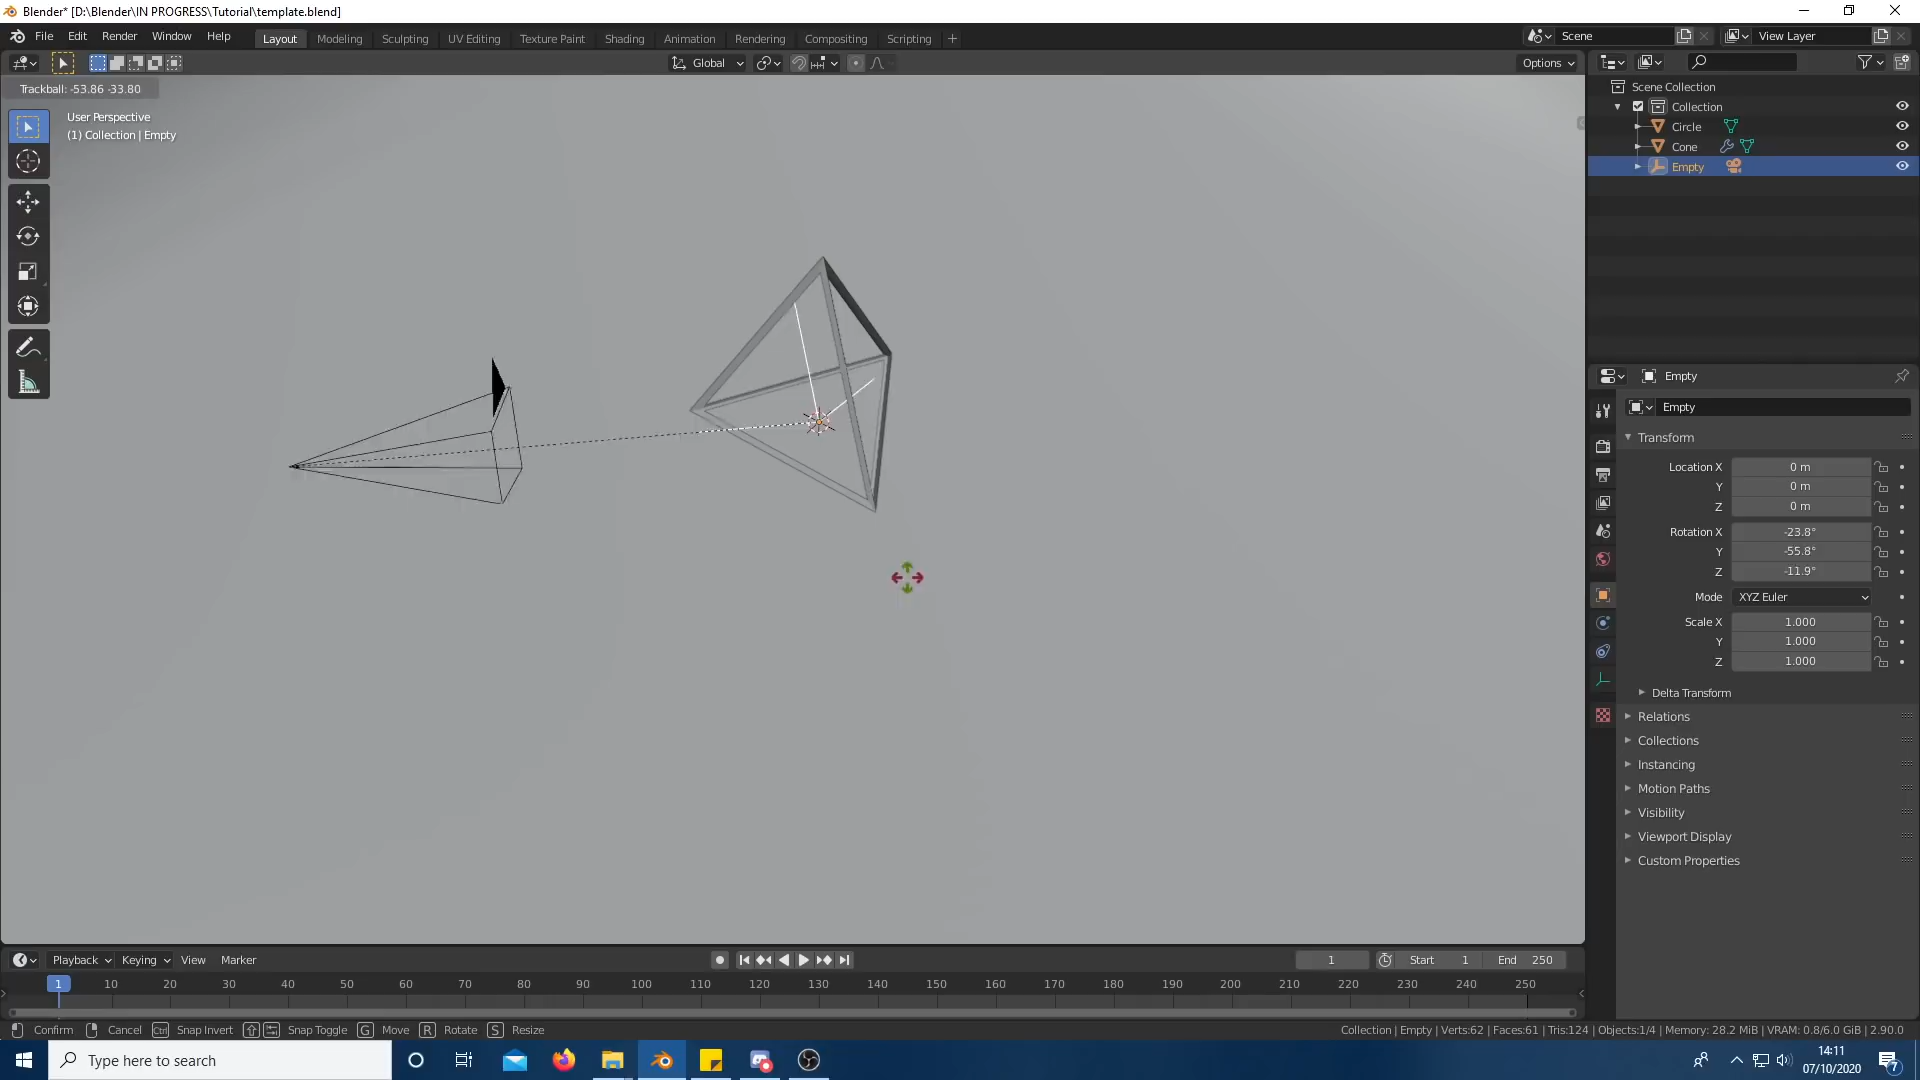 Blender* [D:\Blender\IN PROGRESS\Tutorial\template.blend]
File Edit Render Window Help
Layout Modeling Sculpting UV Editing Texture Paint Shading Animation Rendering Compositing Scripting
Scene
View Layer
Global
Options
Trackball: -53.86 -33.80
User Perspective
(1) Collection | Empty
Scene Collection
Collection
Circle
Cone
Empty
Empty
Empty
Transform
Location X 0 m
Y 0 m
Z 0 m
Rotation X -23.8°
Y -55.8°
Z -11.9°
Mode XYZ Euler
Scale X 1.000
Y 1.000
Z 1.000
Delta Transform
Relations
Collections
Instancing
Motion Paths
Visibility
Viewport Display
Custom Properties
Playback Keying View Marker
1
Start 1 End 250
1 10 20 30 40 50 60 70 80 90 100 110 120 130 140 150 160 170 180 190 200 210 220 230 240 250
Confirm Cancel Ctrl Snap Invert Snap Toggle G Move R Rotate S Resize
Collection | Empty | Verts:62 | Faces:61 | Tris:124 | Objects:1/4 | Memory: 28.2 MiB | VRAM: 0.8/6.0 GiB | 2.90.0
Type here to search
14:11
07/10/2020
7